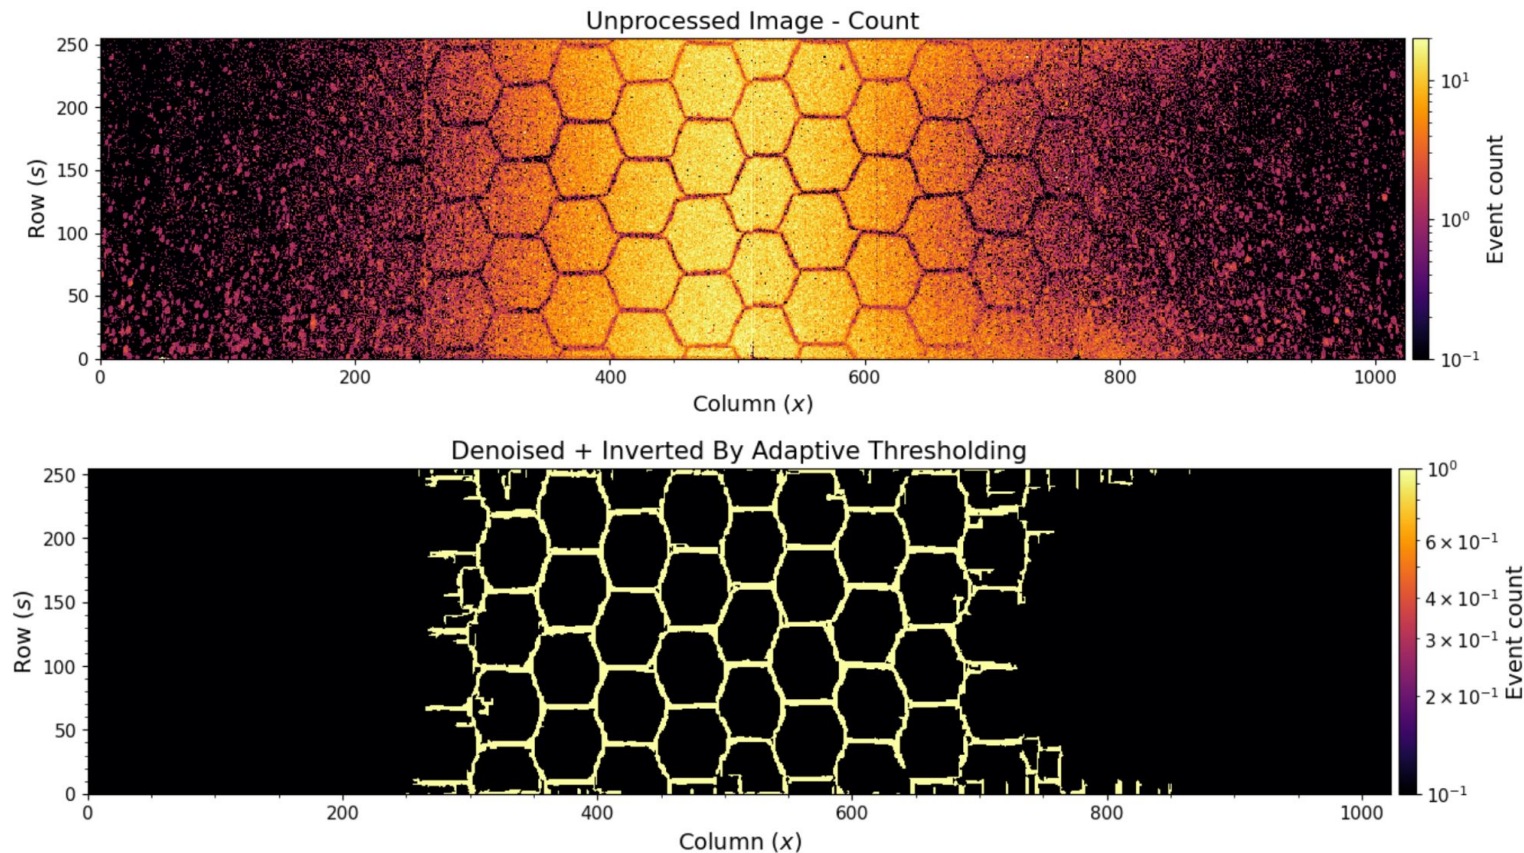 Unprocessed Image - Count
250
200
150
100
50
0
Row (s)
0 200 400 600 800 1000
Column (x)
10¹
10⁰
10⁻¹
Event count
Denoised + Inverted By Adaptive Thresholding
250
200
150
100
50
0
Row (s)
0 200 400 600 800 1000
Column (x)
10⁰
6 × 10⁻¹
4 × 10⁻¹
3 × 10⁻¹
2 × 10⁻¹
10⁻¹
Event count